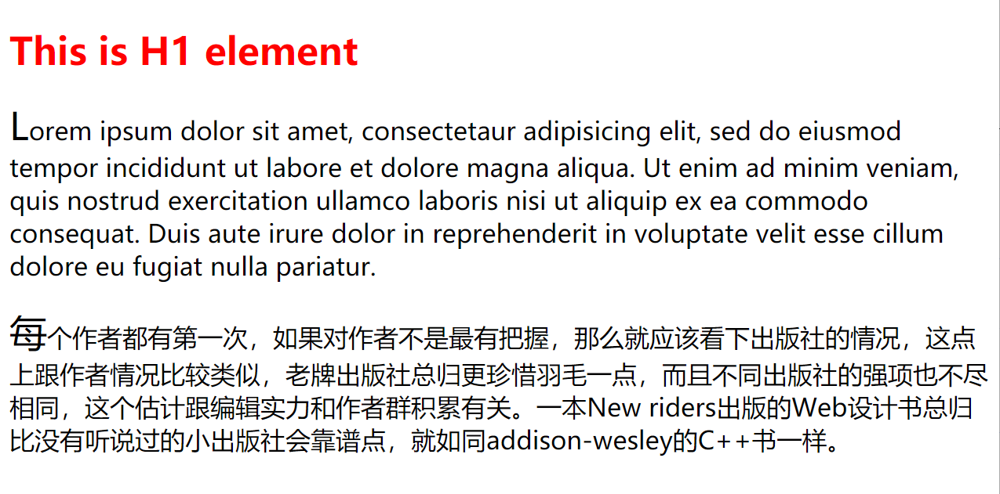 This is H1 element
Lorem ipsum dolor sit amet, consectetaur adipisicing elit, sed do eiusmod
tempor incididunt ut labore et dolore magna aliqua. Ut enim ad minim veniam,
quis nostrud exercitation ullamco laboris nisi ut aliquip ex ea commodo
consequat. Duis aute irure dolor in reprehenderit in voluptate velit esse cillum
dolore eu fugiat nulla pariatur.
每个作者都有第一次，如果对作者不是最有把握，那么就应该看下出版社的情况，这点
上跟作者情况比较类似，老牌出版社总归更珍惜羽毛一点，而且不同出版社的强项也不尽
相同，这个估计跟编辑实力和作者群积累有关。一本New riders出版的Web设计书总归
比没有听说过的小出版社会靠谱点，就如同addison-wesley的C++书一样。